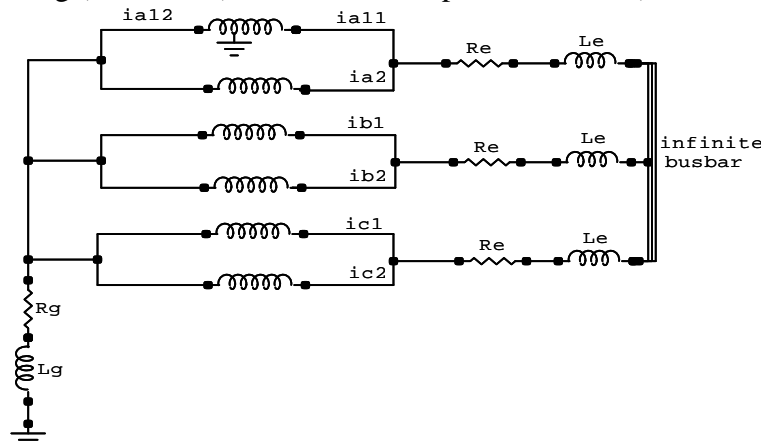 ia12
ia11
Re
Le
ia2
ib1
Re
Le
infinite
busbar
ib2
ic1
Re
Le
ic2
Rg
Lg